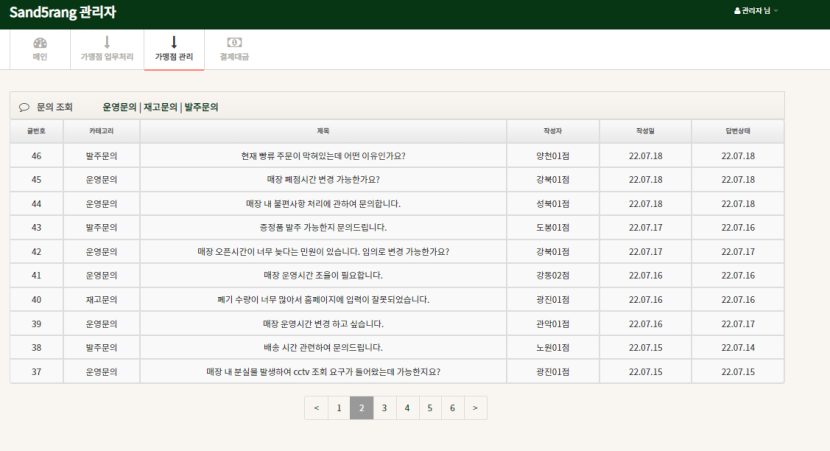 Sand5rang 관리자
관리자 님
메인
가맹점 업무처리
가맹점 관리
결제대금
문의 조회 운영문의 | 재고문의 | 발주문의
글번호 카테고리 제목 작성자 작성일 답변상태
46 발주문의 현재 빵류 주문이 막혀있는데 어떤 이유인가요? 양천01점 22.07.18 22.07.18
45 운영문의 매장 폐점시간 변경 가능한가요? 강북01점 22.07.18 22.07.18
44 운영문의 매장 내 불편사항 처리에 관하여 문의합니다. 성북01점 22.07.18 22.07.18
43 발주문의 증정품 발주 가능한지 문의드립니다. 도봉01점 22.07.17 22.07.16
42 운영문의 매장 오픈시간이 너무 늦다는 민원이 있습니다. 임의로 변경 가능한가요? 강북01점 22.07.17 22.07.17
41 운영문의 매장 운영시간 조율이 필요합니다. 강동02점 22.07.16 22.07.16
40 재고문의 폐기 수량이 너무 많아서 홈페이지에 입력이 잘못되었습니다. 광진01점 22.07.16 22.07.16
39 운영문의 매장 운영시간 변경 하고 싶습니다. 관악01점 22.07.16 22.07.17
38 발주문의 배송 시간 관련하여 문의드립니다. 노원01점 22.07.15 22.07.14
37 운영문의 매장 내 분실물 발생하여 cctv 조회 요구가 들어왔는데 가능한지요? 광진01점 22.07.15 22.07.15
< 1 2 3 4 5 6 >